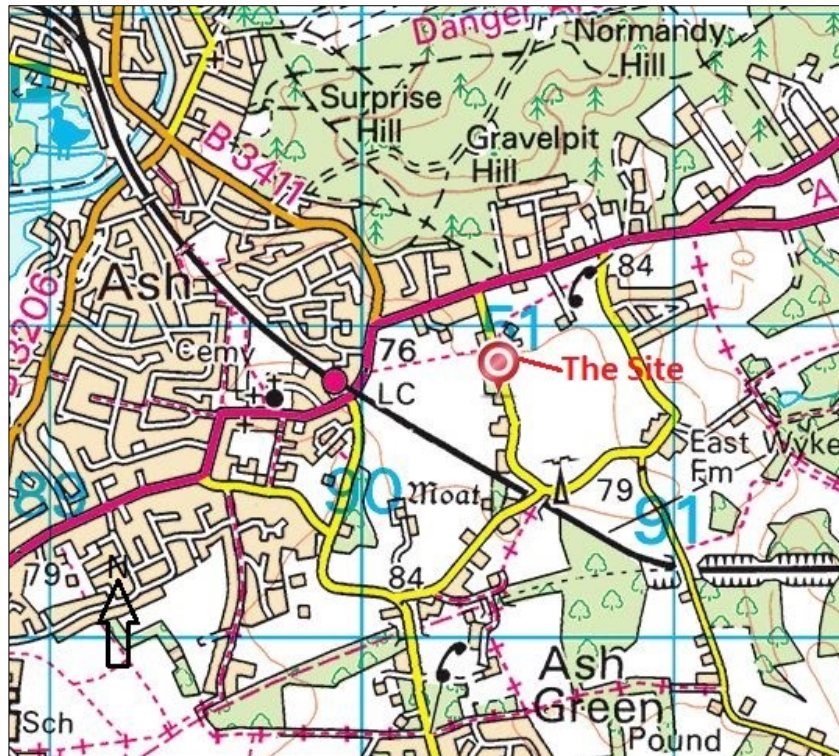 Danger
Normandy
Hill
Surprise
Hill
Gravelpit
Hill
B 3411
A
84
70
Ash
51
76
Cemy
The Site
LC
East Wyke
Fm
89
90
Moat
79
91
79
N
84
Ash
Green
Sch
Pound